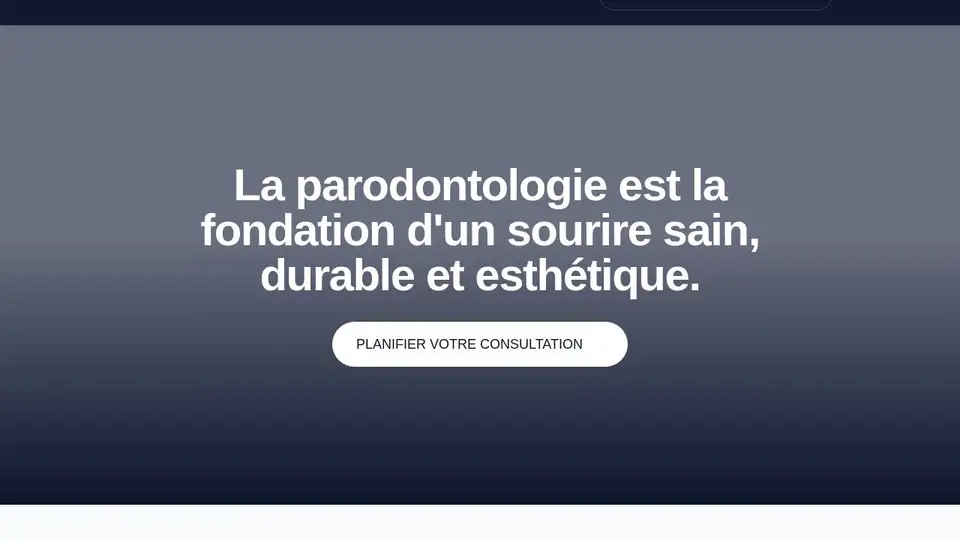 La parodontologie est la
fondation d'un sourire sain,
durable et esthétique.
PLANIFIER VOTRE CONSULTATION